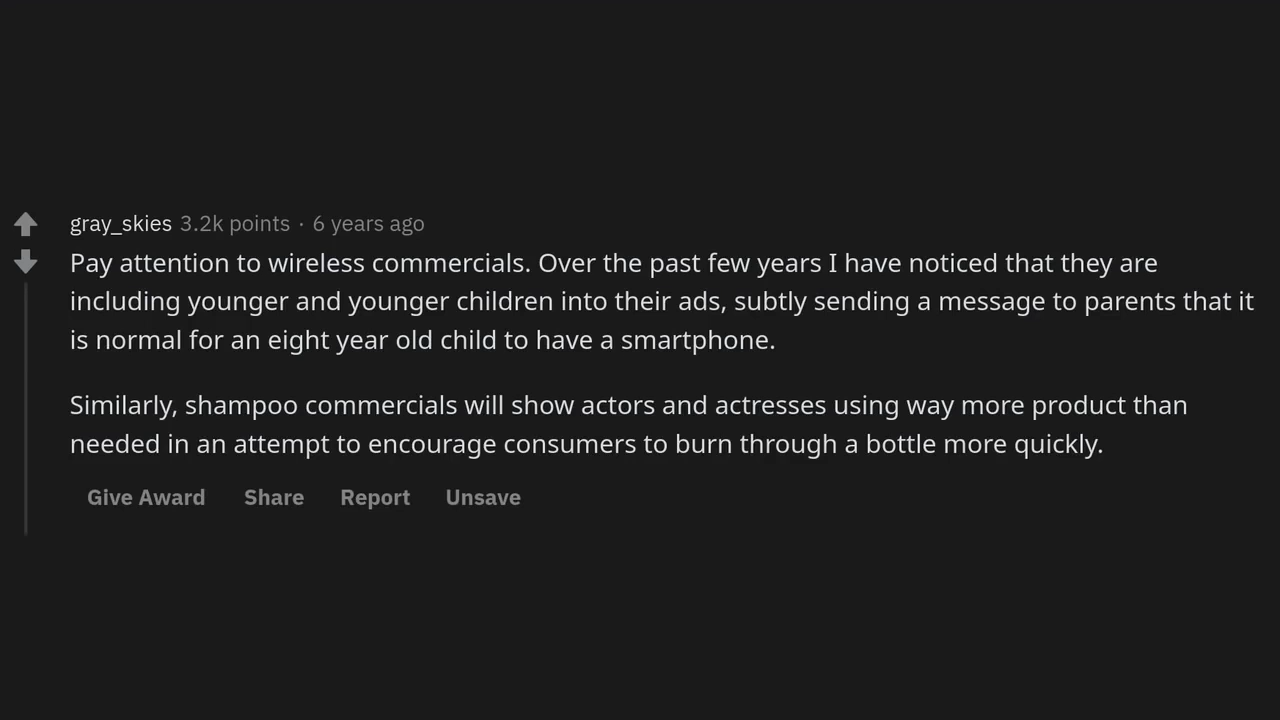 gray_skies 3.2k points · 6 years ago
Pay attention to wireless commercials. Over the past few years I have noticed that they are
including younger and younger children into their ads, subtly sending a message to parents that it
is normal for an eight year old child to have a smartphone.
Similarly, shampoo commercials will show actors and actresses using way more product than
needed in an attempt to encourage consumers to burn through a bottle more quickly.
Give Award Share Report Unsave